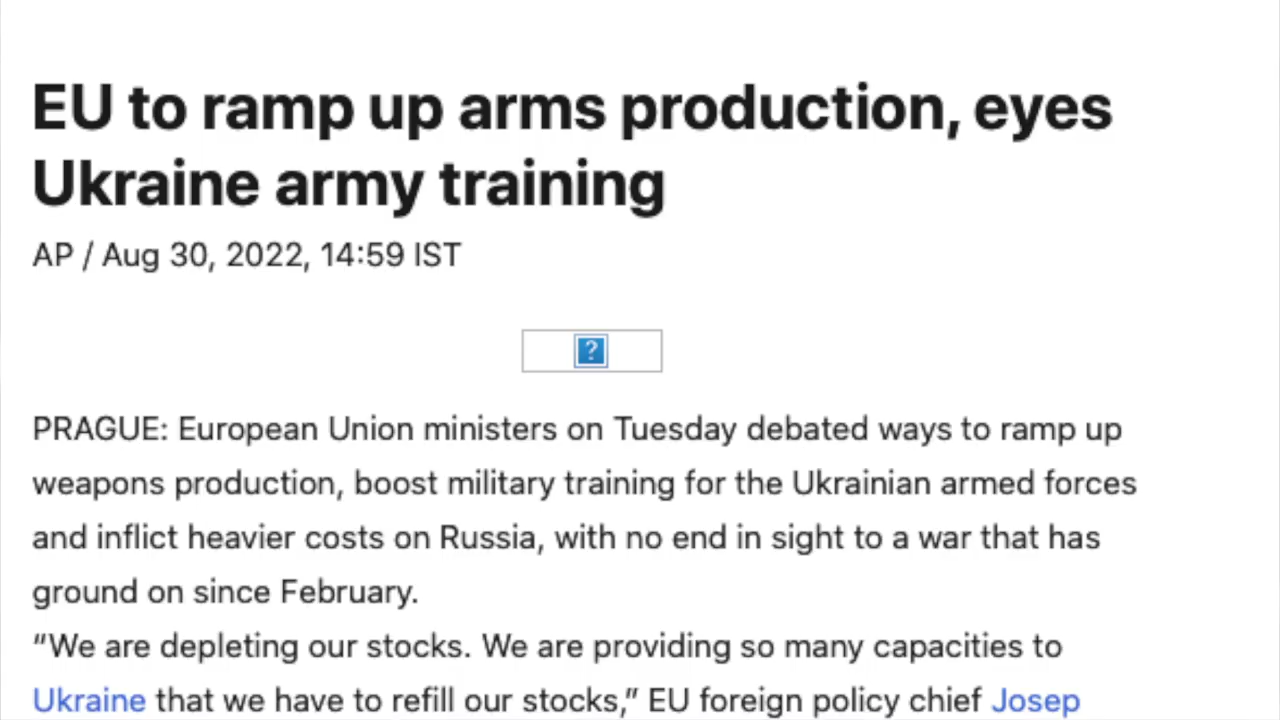 EU to ramp up arms production, eyes
Ukraine army training
AP / Aug 30, 2022, 14:59 IST
?
PRAGUE: European Union ministers on Tuesday debated ways to ramp up
weapons production, boost military training for the Ukrainian armed forces
and inflict heavier costs on Russia, with no end in sight to a war that has
ground on since February.
“We are depleting our stocks. We are providing so many capacities to
Ukraine that we have to refill our stocks,” EU foreign policy chief Josep